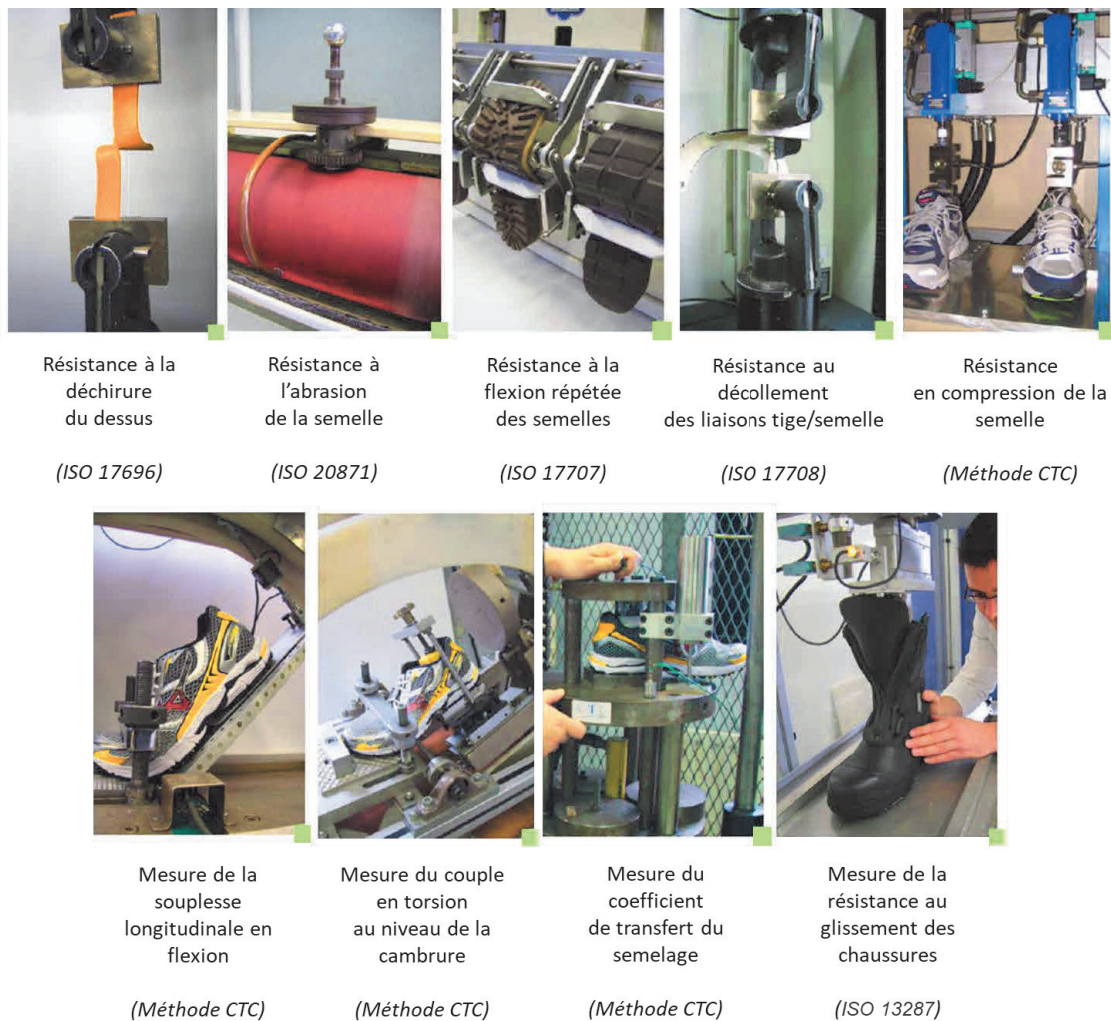 Résistance à la
déchirure
du dessus
(ISO 17696)
Résistance à
l'abrasion
de la semelle
(ISO 20871)
Résistance à la
flexion répétée
des semelles
(ISO 17707)
Résistance au
décollement
des liaisons tige/semelle
(ISO 17708)
Résistance
en compression de la
semelle
(Méthode CTC)
Mesure de la
souplesse
longitudinale en
flexion
(Méthode CTC)
Mesure du couple
en torsion
au niveau de la
cambrure
(Méthode CTC)
Mesure du
coefficient
de transfert du
semelage
(Méthode CTC)
Mesure de la
résistance au
glissement des
chaussures
(ISO 13287)